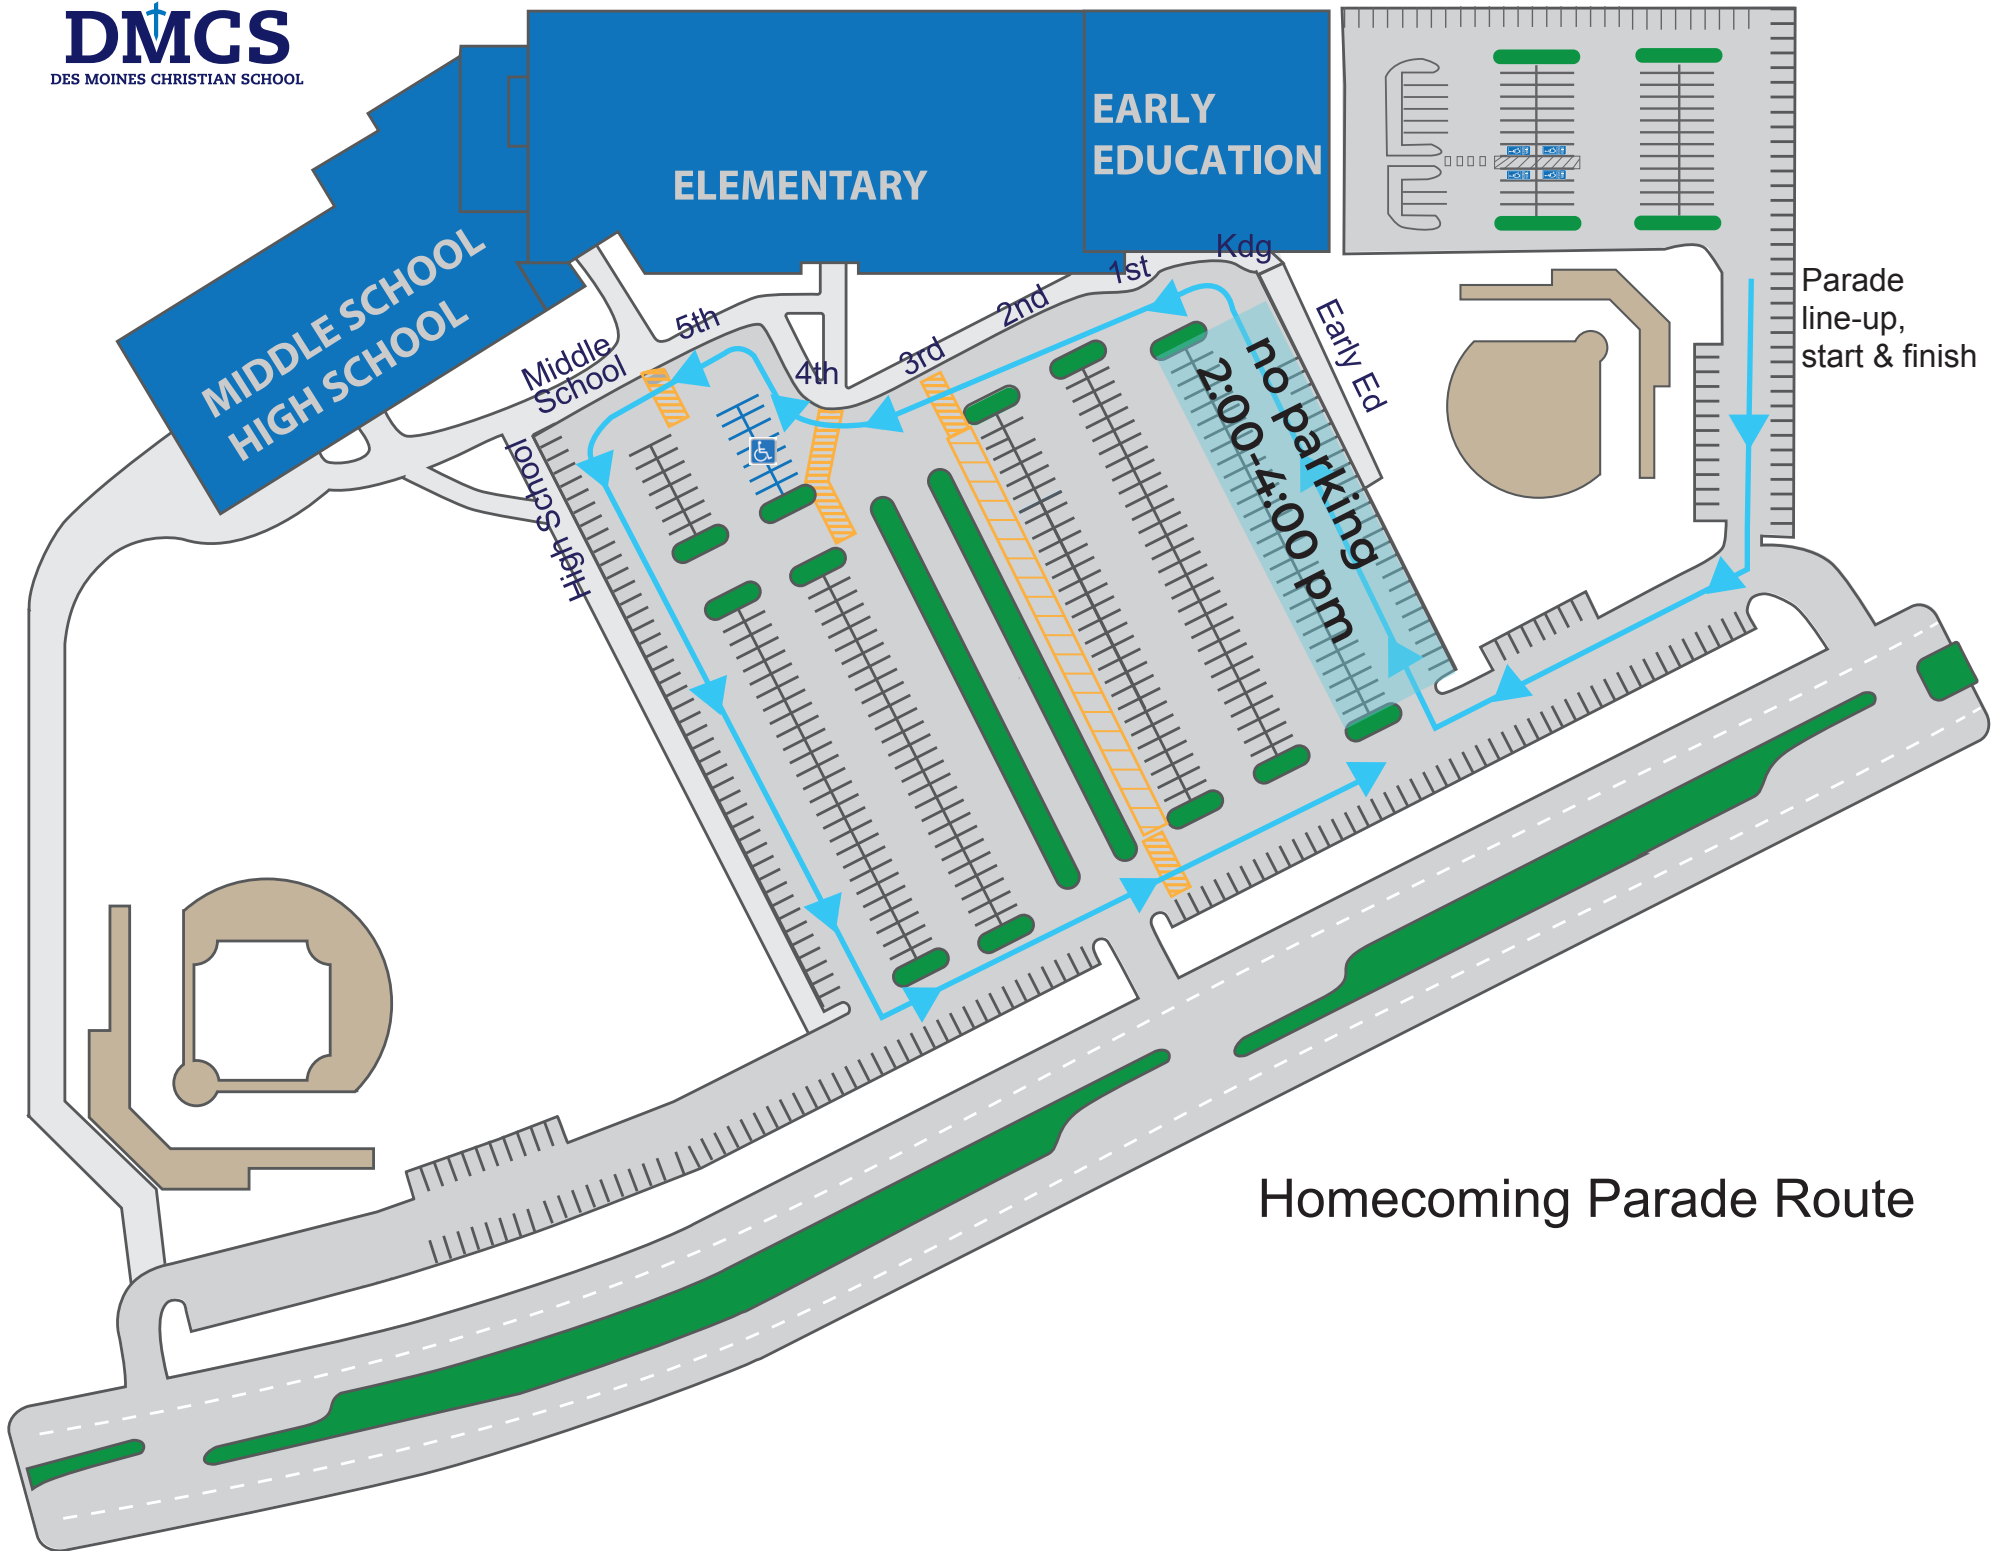 DMCS
DES MOINES CHRISTIAN SCHOOL
EARLY
EDUCATION
ELEMENTARY
MIDDLE SCHOOL
HIGH SCHOOL
Kdg
1st
2nd
3rd
4th
5th
Middle
School
High School
Early Ed
no parking
2:00-4:00 pm
Parade
line-up,
start & finish
Homecoming Parade Route